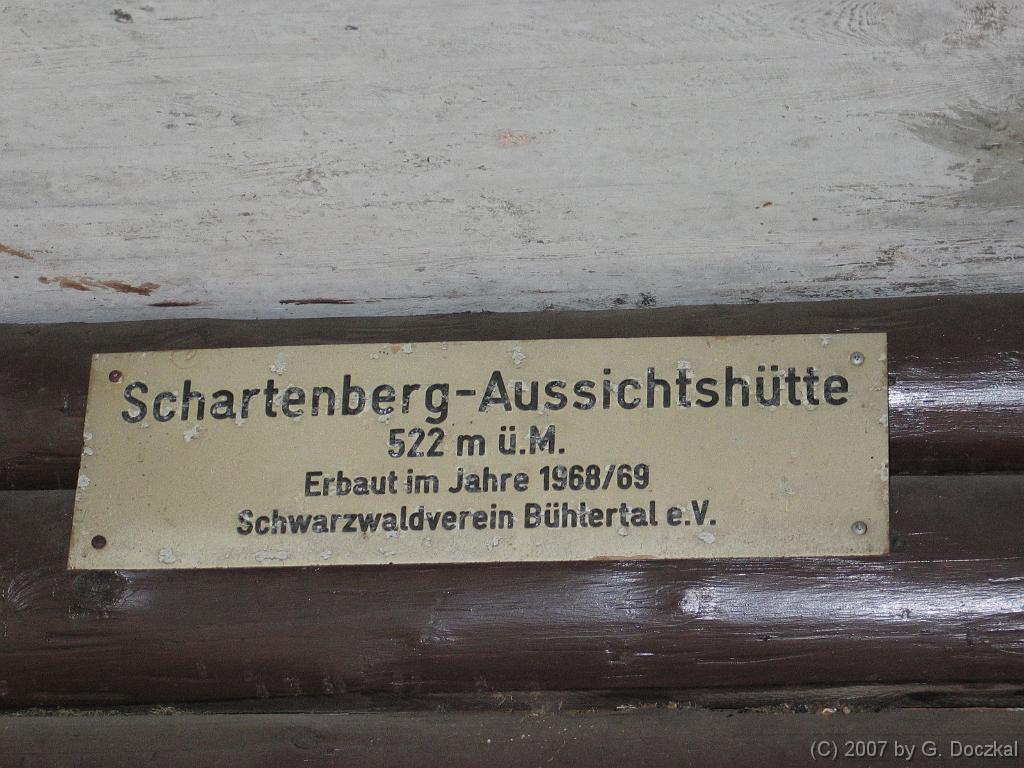 Schartenberg-Aussichtshütte
522 m ü.M.
Erbaut im Jahre 1968/69
Schwarzwaldverein Bühlertal e.V.
(C) 2007 by G. Doczkal